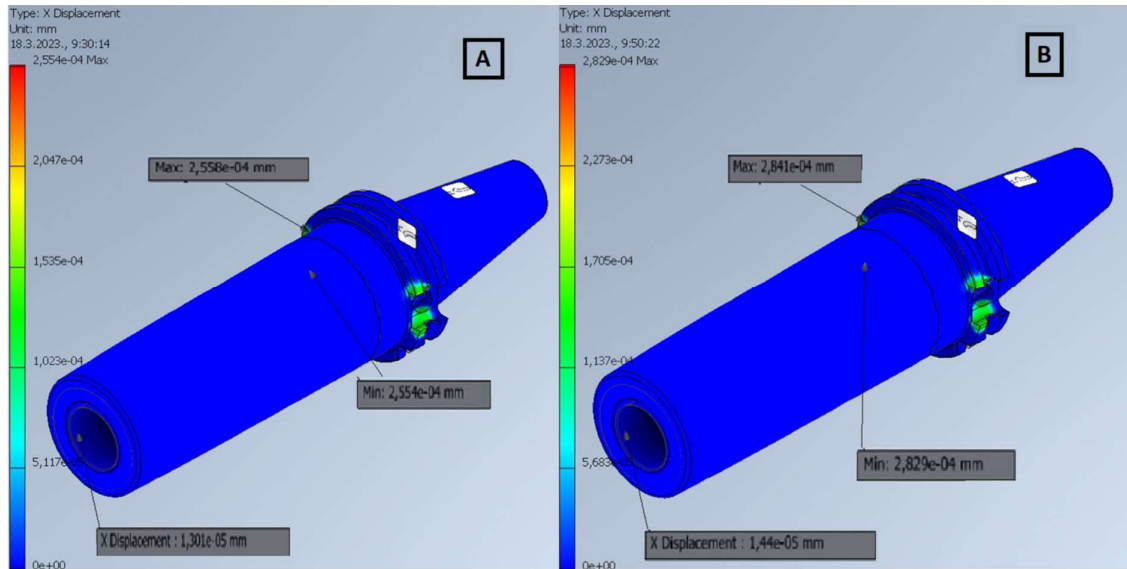 Type: X Displacement
Unit: mm
18.3.2023., 9:30:14
2,554e-04 Max
A
2,047e-04
Max: 2,558e-04 mm
1,535e-04
1,023e-04
Min: 2,554e-04 mm
5,117e-05
X Displacement : 1,301e-05 mm
0e+00
Type: X Displacement
Unit: mm
18.3.2023., 9:50:22
2,829e-04 Max
B
2,273e-04
Max: 2,841e-04 mm
1,705e-04
1,137e-04
Min: 2,829e-04 mm
X Displacement : 1,44e-05 mm
0e+00